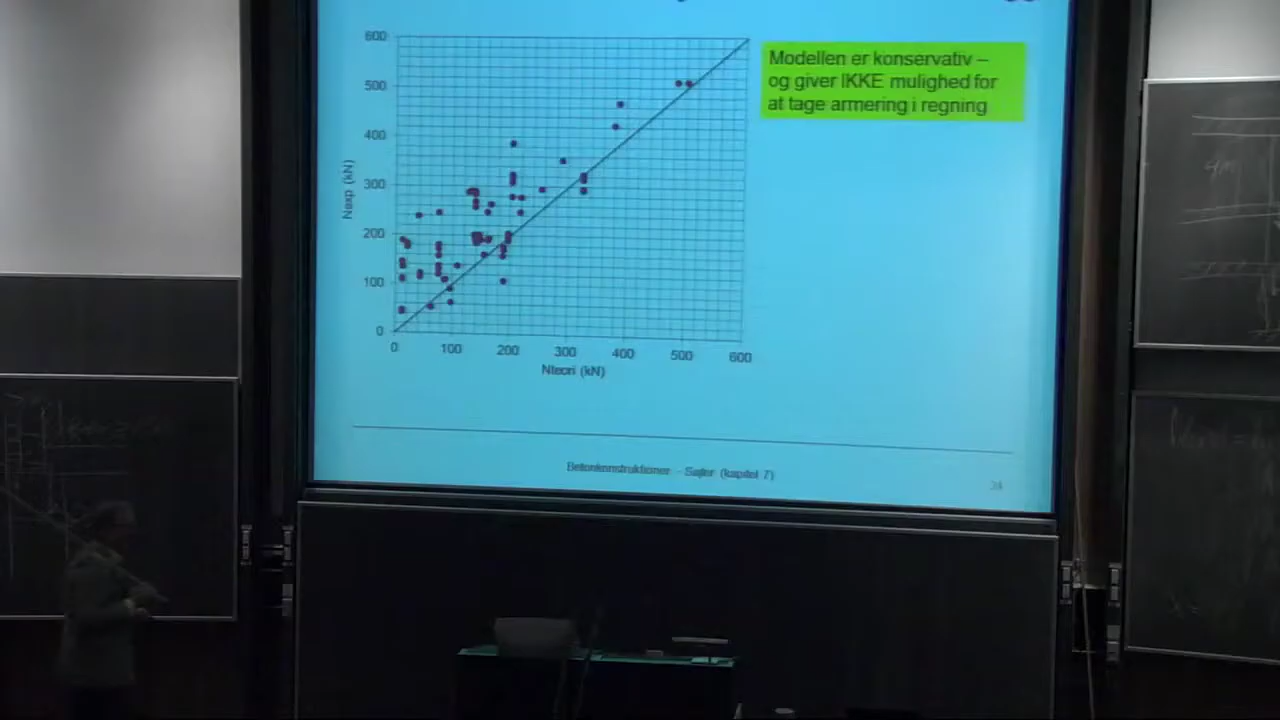 600
500
400
300
200
100
0
Nexp (kN)
0 100 200 300 400 500 600
Nteori (kN)
Modellen er konservativ –
og giver IKKE mulighed for
at tage armering i regning
Betonkonstruktioner - Søjler (kapitel 7)
24